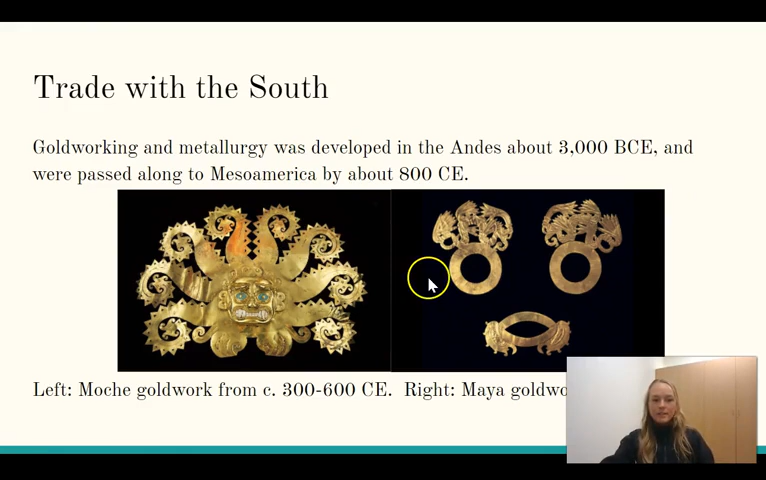 Trade with the South
Goldworking and metallurgy was developed in the Andes about 3,000 BCE, and
were passed along to Mesoamerica by about 800 CE.
Left: Moche goldwork from c. 300-600 CE. Right: Maya